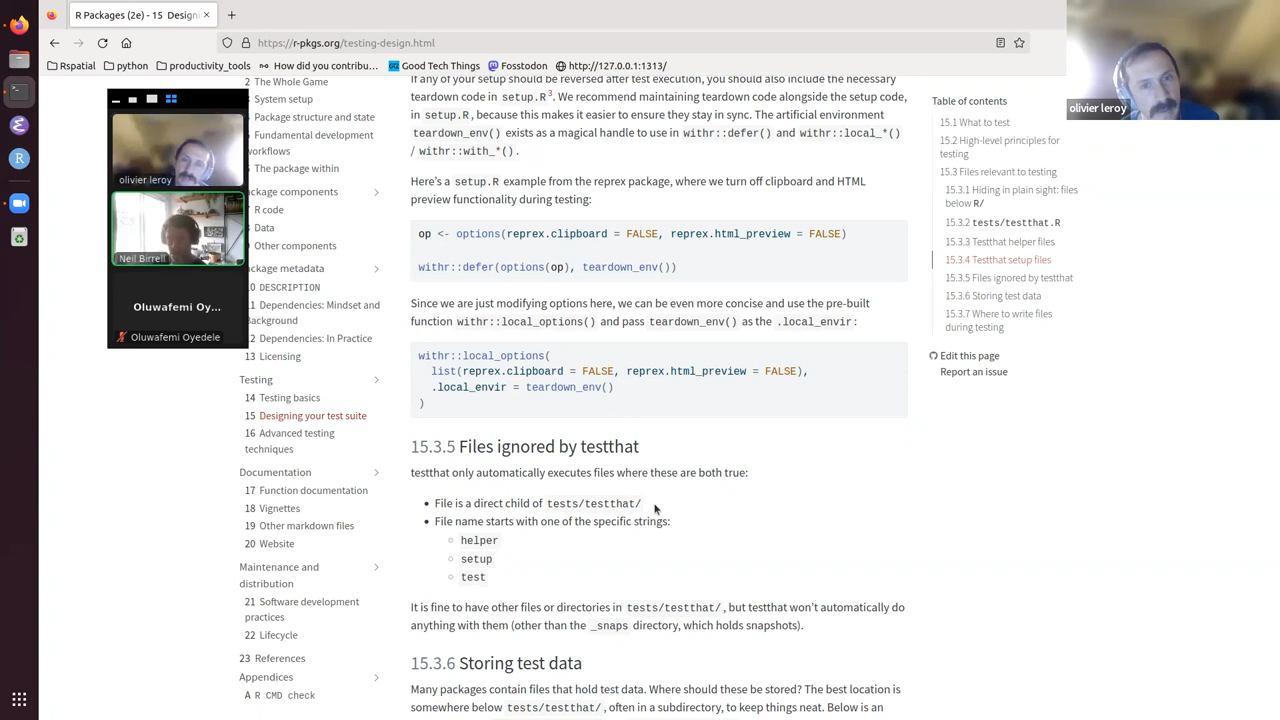 R Packages (2e) - 15 Designi
https://r-pkgs.org/testing-design.html
Rspatial
python
productivity_tools
How did you contribu…
Good Tech Things
Fosstodon
http://127.0.0.1:1313/
2 The Whole Game
3 System setup
Package structure and state
Fundamental development
workflows
The package within
ackage components
R code
8 Data
9 Other components
ackage metadata
10 DESCRIPTION
11 Dependencies: Mindset and
Background
12 Dependencies: In Practice
13 Licensing
Testing
14 Testing basics
15 Designing your test suite
16 Advanced testing
techniques
Documentation
17 Function documentation
18 Vignettes
19 Other markdown files
20 Website
Maintenance and
distribution
21 Software development
practices
22 Lifecycle
23 References
Appendices
A R CMD check
olivier leroy
Neil Birrell
Oluwafemi Oy...
Oluwafemi Oyedele
If any of your setup should be reversed after test execution, you should also include the necessary
teardown code in setup.R 3. We recommend maintaining teardown code alongside the setup code,
in setup.R, because this makes it easier to ensure they stay in sync. The artificial environment
teardown_env() exists as a magical handle to use in withr::defer() and withr::local_*()
/ withr::with_*().
Here's a setup.R example from the reprex package, where we turn off clipboard and HTML
preview functionality during testing:
op <- options(reprex.clipboard = FALSE, reprex.html_preview = FALSE)
withr::defer(options(op), teardown_env())
Since we are just modifying options here, we can be even more concise and use the pre-built
function withr::local_options() and pass teardown_env() as the .local_envir:
withr::local_options(
list(reprex.clipboard = FALSE, reprex.html_preview = FALSE),
.local_envir = teardown_env()
)
15.3.5 Files ignored by testthat
testthat only automatically executes files where these are both true:
• File is a direct child of tests/testthat/
• File name starts with one of the specific strings:
◦ helper
◦ setup
◦ test
It is fine to have other files or directories in tests/testthat/, but testthat won't automatically do
anything with them (other than the _snaps directory, which holds snapshots).
15.3.6 Storing test data
Many packages contain files that hold test data. Where should these be stored? The best location is
somewhere below tests/testthat/, often in a subdirectory, to keep things neat. Below is an
olivier leroy
Table of contents
15.1 What to test
15.2 High-level principles for
testing
15.3 Files relevant to testing
15.3.1 Hiding in plain sight: files
below R/
15.3.2 tests/testthat.R
15.3.3 Testthat helper files
15.3.4 Testthat setup files
15.3.5 Files ignored by testthat
15.3.6 Storing test data
15.3.7 Where to write files
during testing
Edit this page
Report an issue